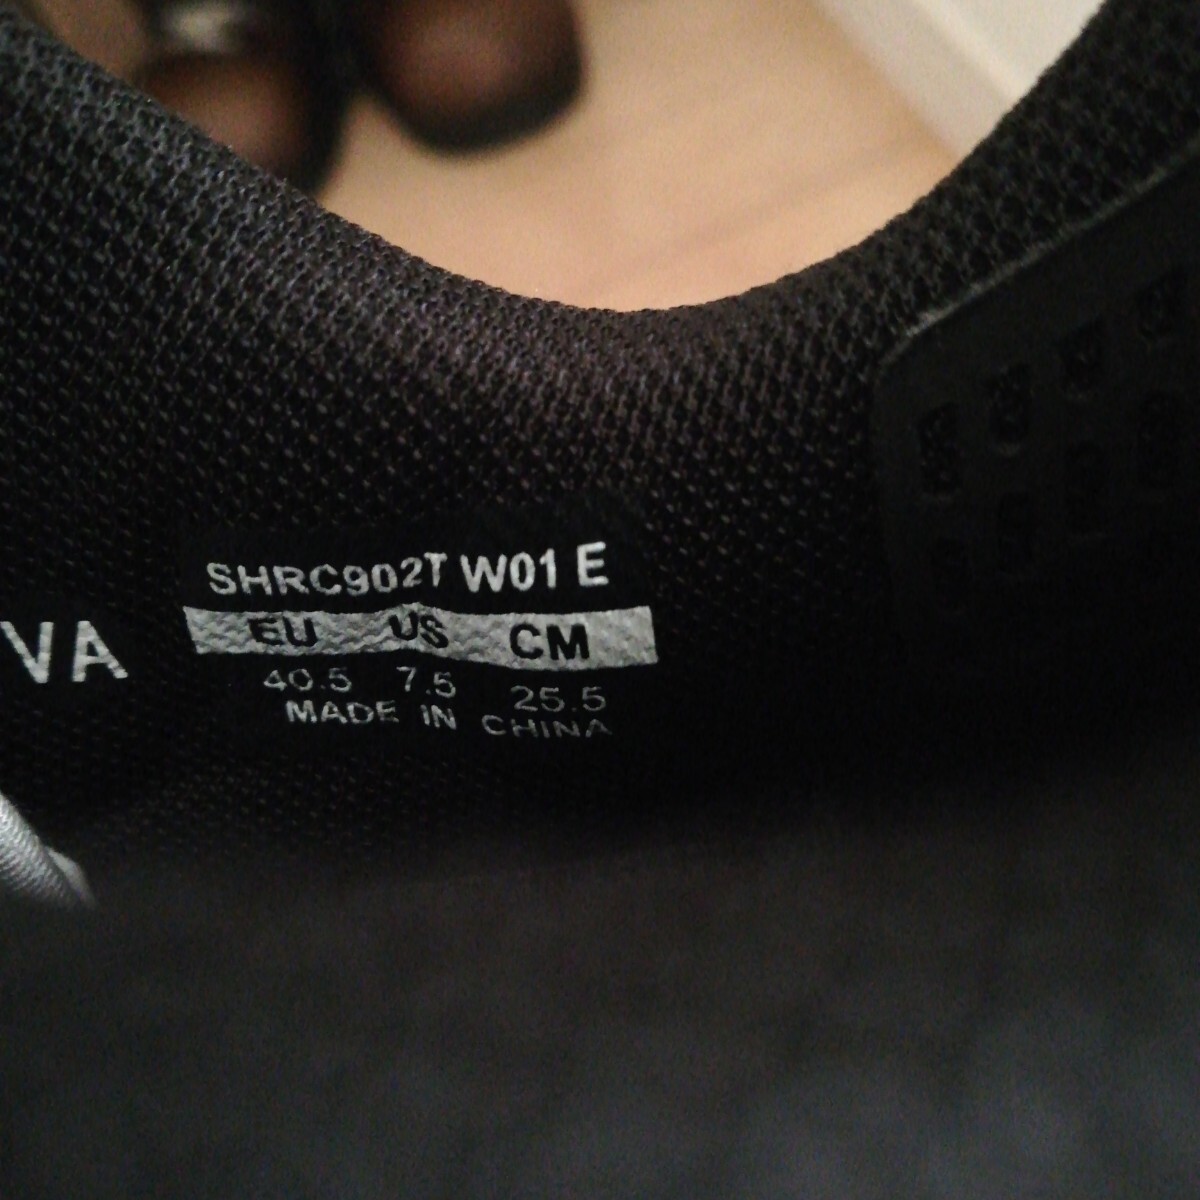 SHRC902T W01 E
EU US CM
40.5 7.5 25.5
MADE IN CHINA
VA